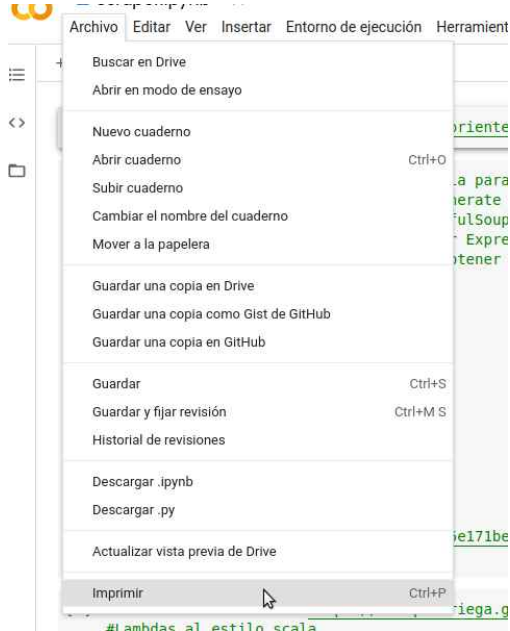 Archivo Editar Ver Insertar Entorno de ejecución
Buscar en Drive
Abrir en modo de ensayo
Nuevo cuaderno
Abrir cuaderno Ctrl+O
Subir cuaderno
Cambiar el nombre del cuaderno
Mover a la papelera
Guardar una copia en Drive
Guardar una copia como Gist de GitHub
Guardar una copia en GitHub
Guardar Ctrl+S
Guardar y fijar revisión Ctrl+M S
Historial de revisiones
Descargar .ipynb
Descargar .py
Actualizar vista previa de Drive
Imprimir Ctrl+P
#Lambdas al estilo scala